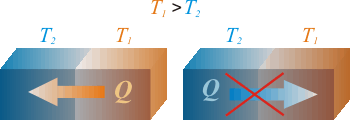 T₁ > T₂
T₂ T₁ T₂ T₁
Q Q